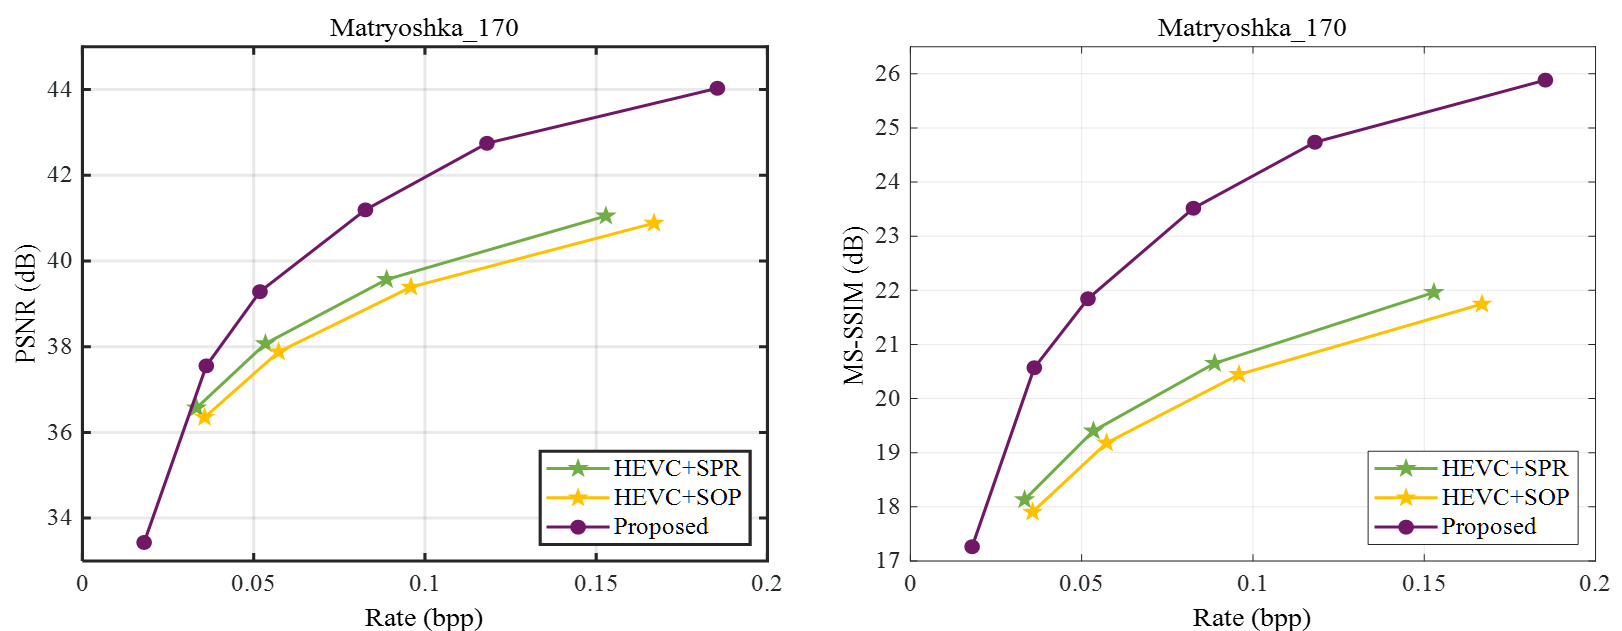 Matryoshka_170
PSNR (dB)
44
42
40
38
36
34
0
0.05
0.1
0.15
0.2
Rate (bpp)
HEVC+SPR
HEVC+SOP
Proposed
Matryoshka_170
MS-SSIM (dB)
26
25
24
23
22
21
20
19
18
17
0
0.05
0.1
0.15
0.2
Rate (bpp)
HEVC+SPR
HEVC+SOP
Proposed